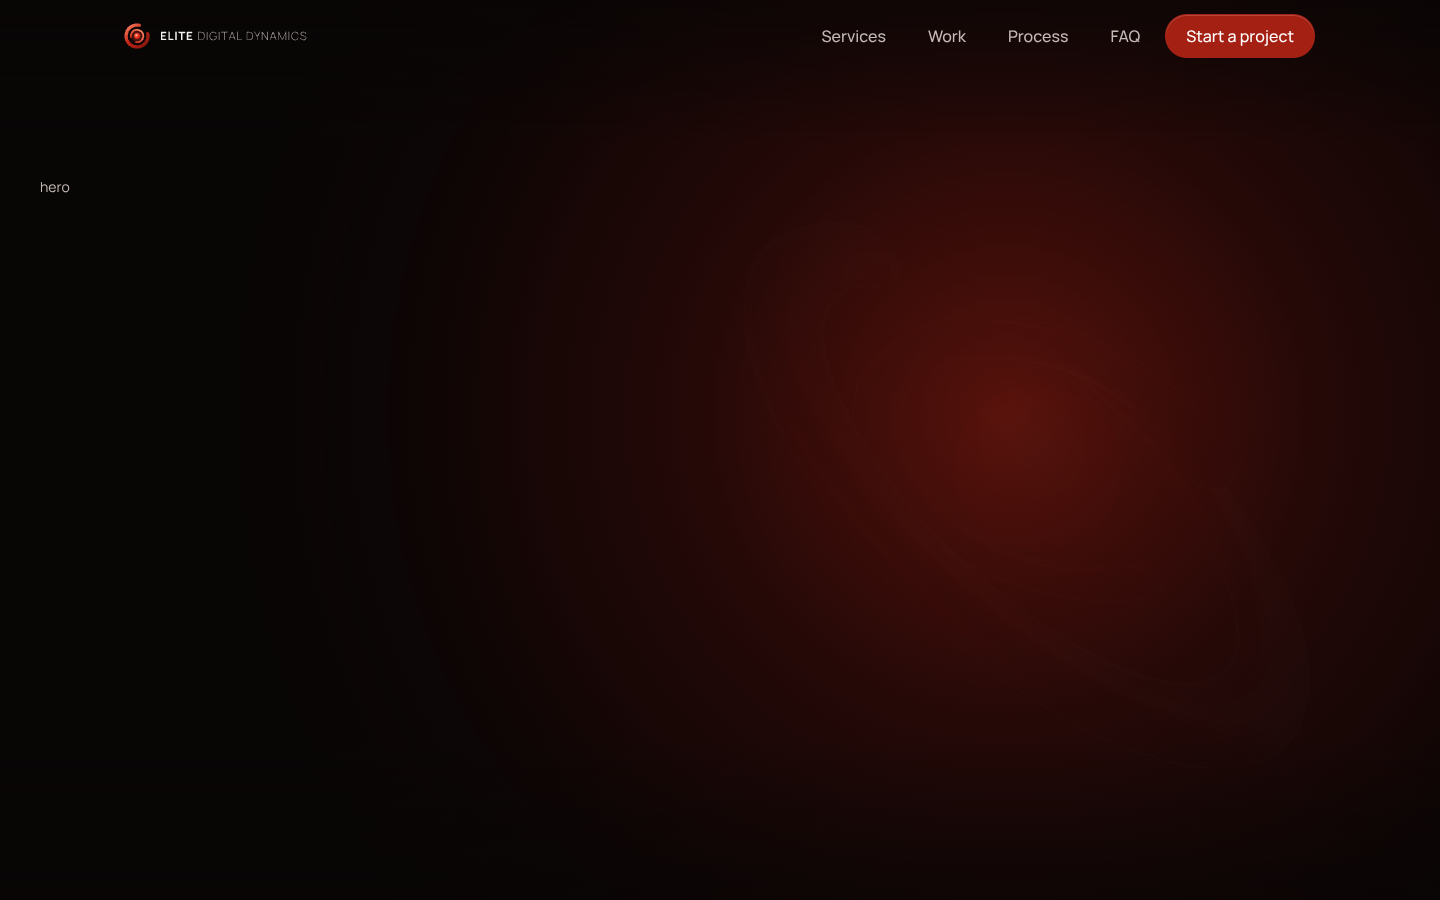 ELITE DIGITAL DYNAMICS
Services
Work
Process
FAQ
Start a project
hero